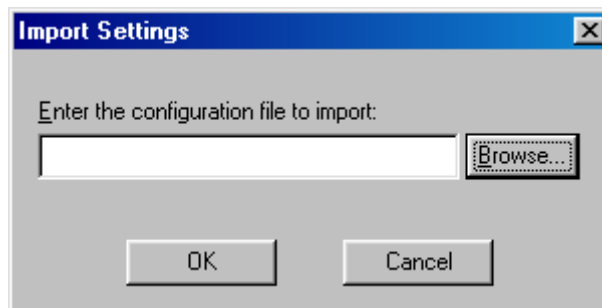 Import Settings
Enter the configuration file to import:
Browse...
OK Cancel